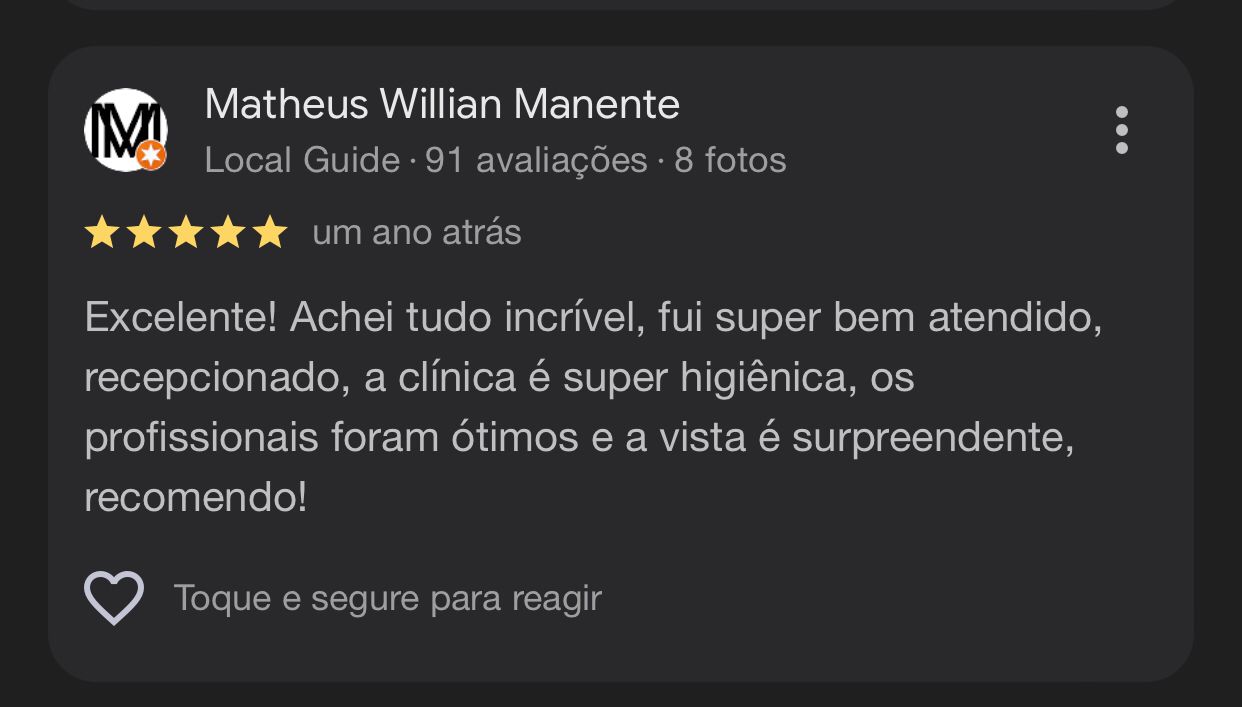 Matheus Willian Manente
Local Guide · 91 avaliações · 8 fotos
um ano atrás
Excelente! Achei tudo incrível, fui super bem atendido,
recepcionado, a clínica é super higiênica, os
profissionais foram ótimos e a vista é surpreendente,
recomendo!
Toque e segure para reagir